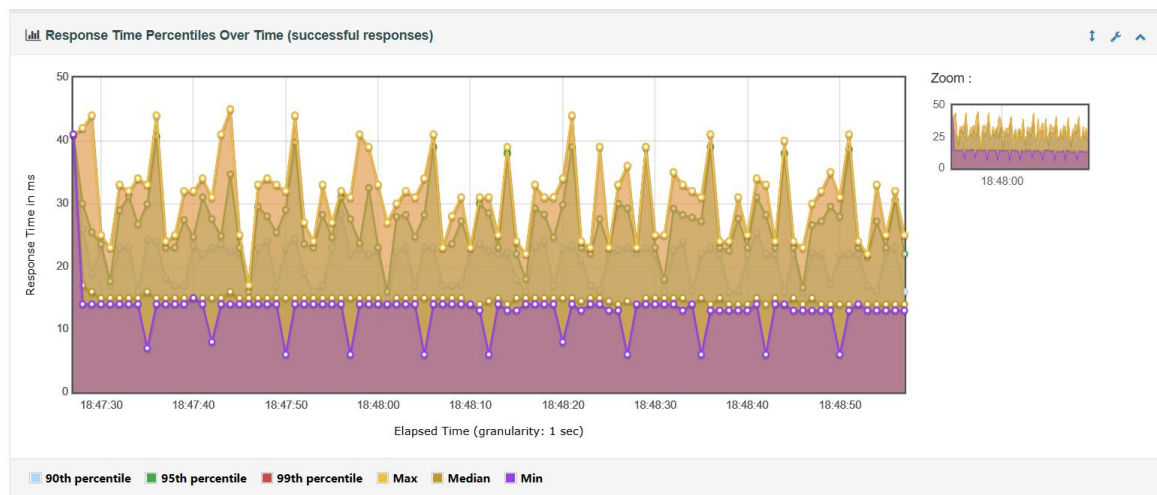 Response Time Percentiles Over Time (successful responses)
Zoom :
50
40
30
20
10
0
Response Time in ms
18:47:30 18:47:40 18:47:50 18:48:00 18:48:10 18:48:20 18:48:30 18:48:40 18:48:50
Elapsed Time (granularity: 1 sec)
50
25
0
18:48:00
90th percentile 95th percentile 99th percentile Max Median Min